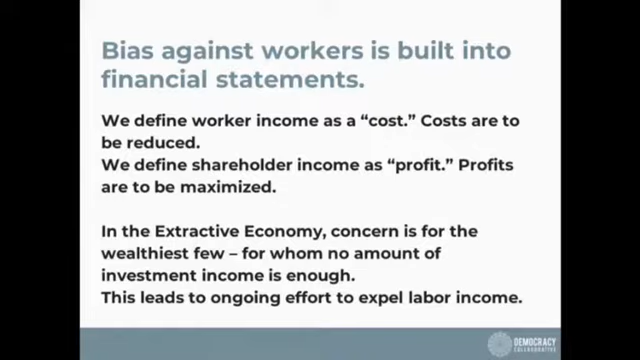 Bias against workers is built into
financial statements.
We define worker income as a “cost.” Costs are to
be reduced.
We define shareholder income as “profit.” Profits
are to be maximized.
In the Extractive Economy, concern is for the
wealthiest few – for whom no amount of
investment income is enough.
This leads to ongoing effort to expel labor income.
DEMOCRACY
COLLABORATIVE